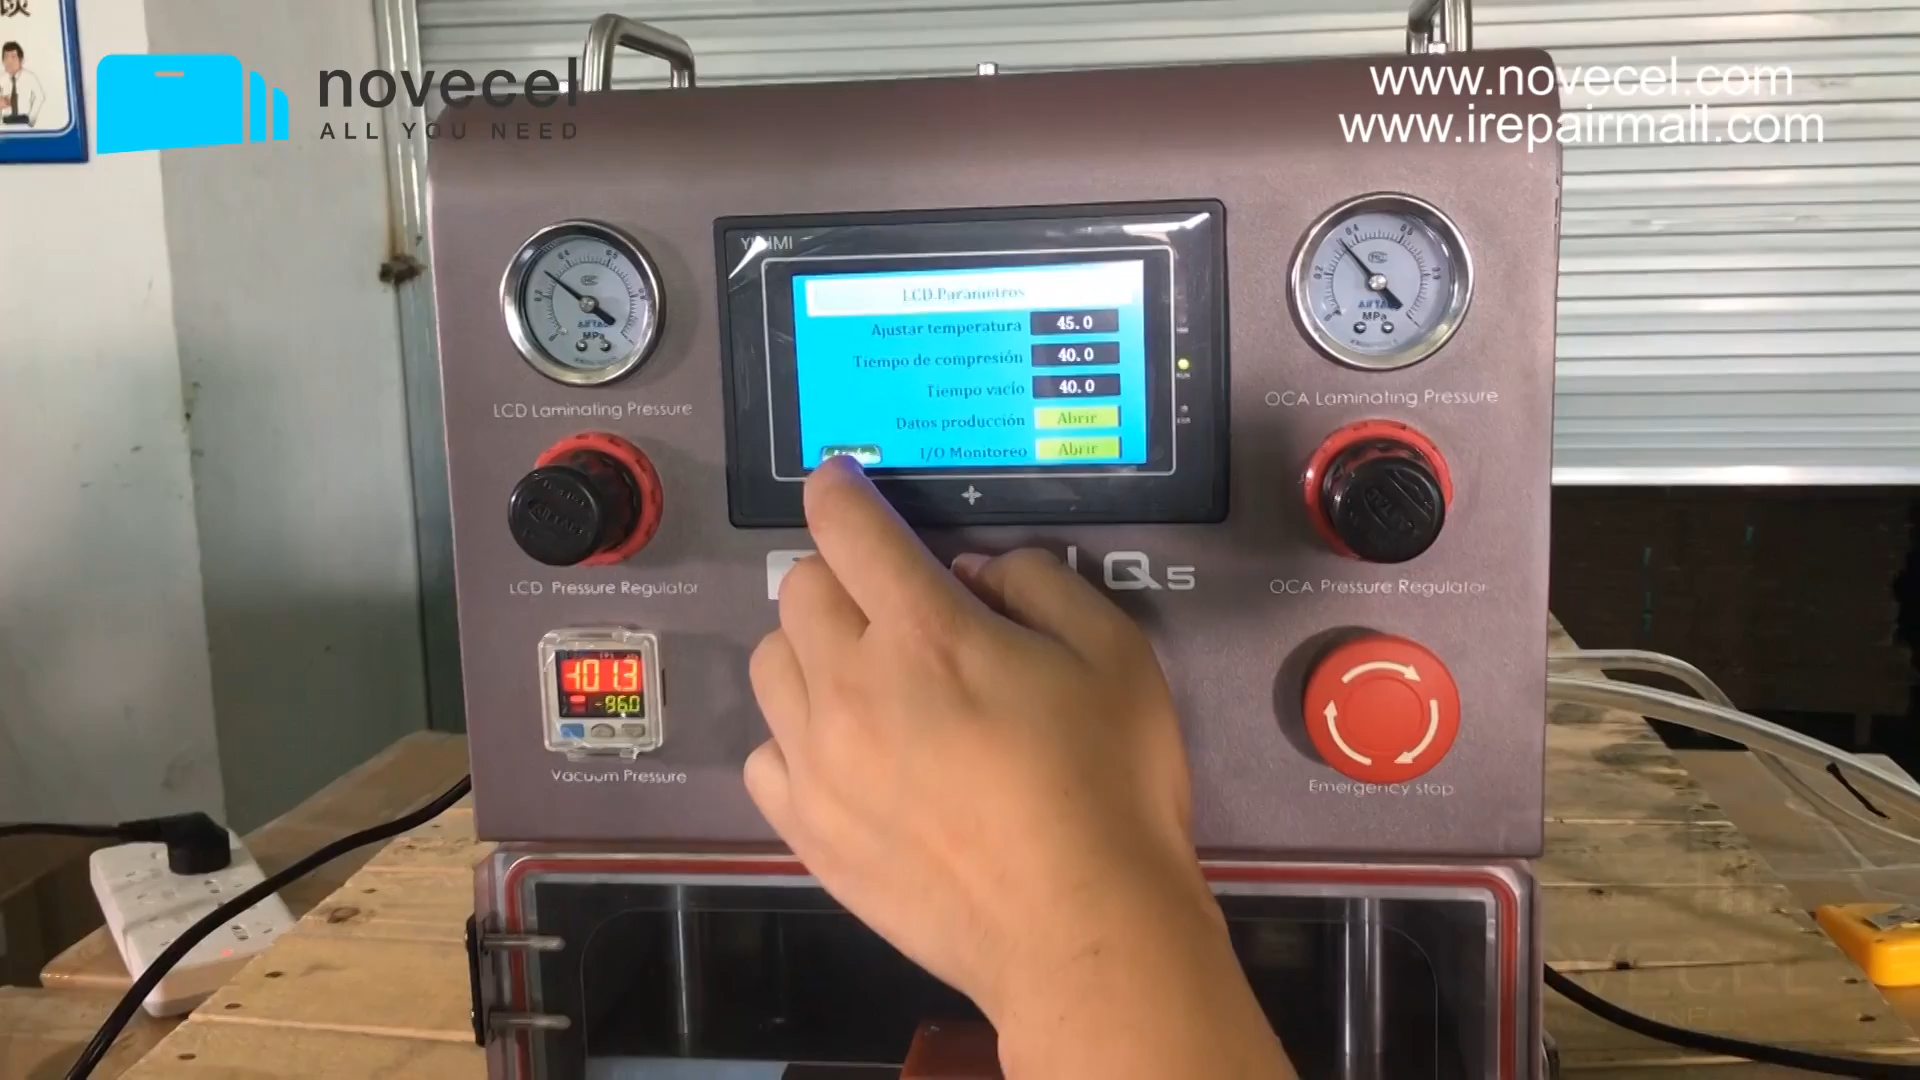 novecel
ALL YOU NEED
www.novecel.com
www.irepairmall.com
LCD Parametros
Ajustar temperatura 45.0
Tiempo de compresión 40.0
Tiempo vacío 40.0
Datos producción Abrir
I/O Monitoreo Abrir
LCD Laminating Pressure
OCA Laminating Pressure
MPa
MPa
LCD Pressure Regulator
Q5
OCA Pressure Regulator
-101.3
-96.0
Vacuum Pressure
Emergency stop